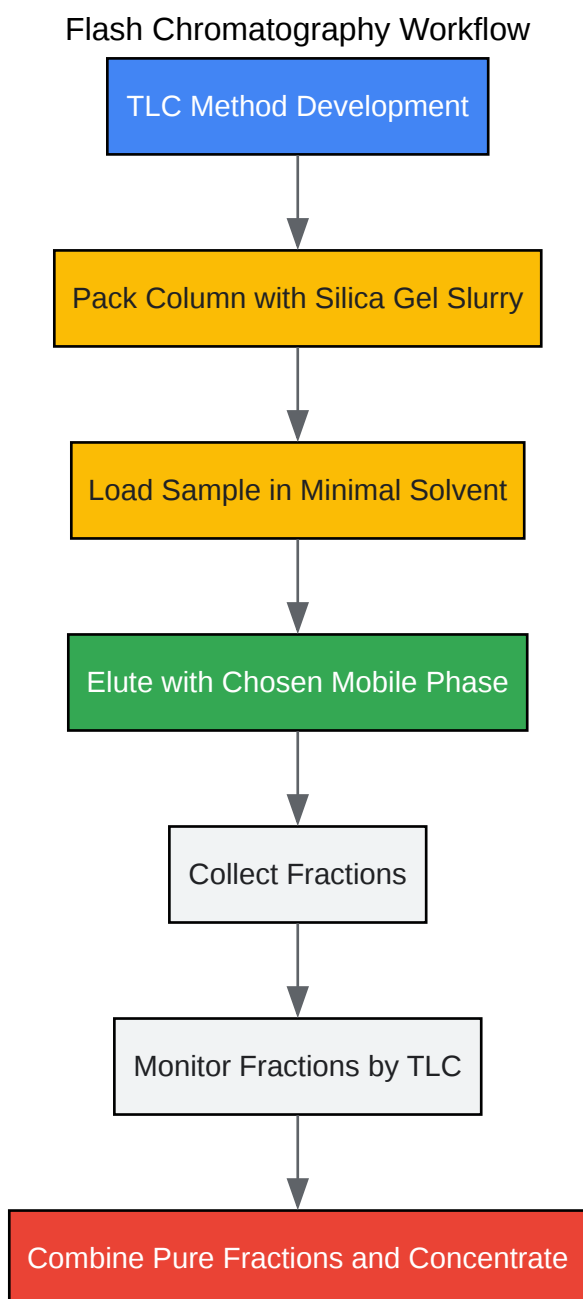 Flash Chromatography Workflow
TLC Method Development
Pack Column with Silica Gel Slurry
Load Sample in Minimal Solvent
Elute with Chosen Mobile Phase
Collect Fractions
Monitor Fractions by TLC
Combine Pure Fractions and Concentrate